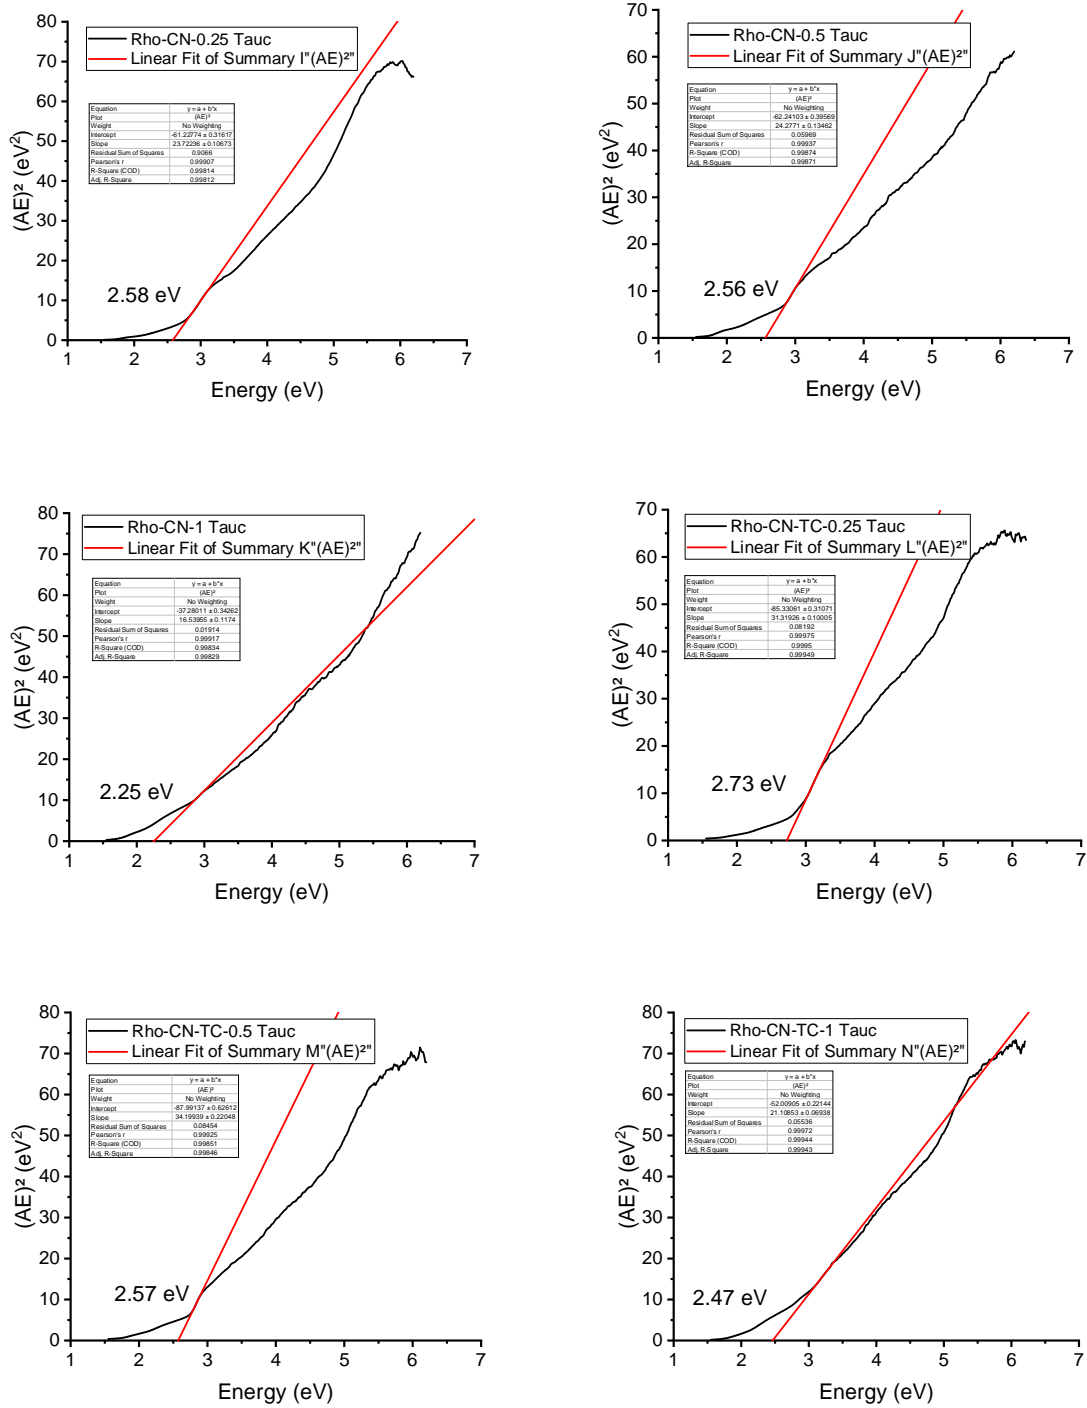 80
70
60
50
40
30
20
10
0
(AE)² (eV²)
Rho-CN-0.25 Tauc
Linear Fit of Summary I"(AE)²"
Equation y = a + b*x
Plot (AE)²
Weight No Weighting
Intercept -61.22774 ± 0.31617
Slope 23.72236 ± 0.10673
Residual Sum of Squares 0.9066
Pearson's r 0.99907
R-Square (COD) 0.99814
Adj. R-Square 0.99812
2.58 eV
1 2 3 4 5 6 7
Energy (eV)
70
60
50
40
30
20
10
0
(AE)² (eV²)
Rho-CN-0.5 Tauc
Linear Fit of Summary J"(AE)²"
Equation y = a + b*x
Plot (AE)²
Weight No Weighting
Intercept -62.24103 ± 0.39569
Slope 24.2771 ± 0.13462
Residual Sum of Squares 0.05969
Pearson's r 0.99937
R-Square (COD) 0.99874
Adj. R-Square 0.99871
2.56 eV
1 2 3 4 5 6 7
Energy (eV)
80
70
60
50
40
30
20
10
0
(AE)² (eV²)
Rho-CN-1 Tauc
Linear Fit of Summary K"(AE)²"
Equation y = a + b*x
Plot (AE)²
Weight No Weighting
Intercept -37.28011 ± 0.34262
Slope 16.53955 ± 0.1174
Residual Sum of Squares 0.01914
Pearson's r 0.99917
R-Square (COD) 0.99834
Adj. R-Square 0.99829
2.25 eV
1 2 3 4 5 6 7
Energy (eV)
70
60
50
40
30
20
10
0
(AE)² (eV²)
Rho-CN-TC-0.25 Tauc
Linear Fit of Summary L"(AE)²"
Equation y = a + b*x
Plot (AE)²
Weight No Weighting
Intercept -85.33061 ± 0.31071
Slope 31.31926 ± 0.10005
Residual Sum of Squares 0.08192
Pearson's r 0.99975
R-Square (COD) 0.9995
Adj. R-Square 0.99949
2.73 eV
1 2 3 4 5 6 7
Energy (eV)
80
70
60
50
40
30
20
10
0
(AE)² (eV²)
Rho-CN-TC-0.5 Tauc
Linear Fit of Summary M"(AE)²"
Equation y = a + b*x
Plot (AE)²
Weight No Weighting
Intercept -87.99137 ± 0.62612
Slope 34.19939 ± 0.22048
Residual Sum of Squares 0.08454
Pearson's r 0.99925
R-Square (COD) 0.99851
Adj. R-Square 0.99846
2.57 eV
1 2 3 4 5 6 7
Energy (eV)
80
70
60
50
40
30
20
10
0
(AE)² (eV²)
Rho-CN-TC-1 Tauc
Linear Fit of Summary N"(AE)²"
Equation y = a + b*x
Plot (AE)²
Weight No Weighting
Intercept -52.00905 ± 0.22144
Slope 21.10853 ± 0.06938
Residual Sum of Squares 0.05536
Pearson's r 0.99972
R-Square (COD) 0.99944
Adj. R-Square 0.99943
2.47 eV
1 2 3 4 5 6 7
Energy (eV)